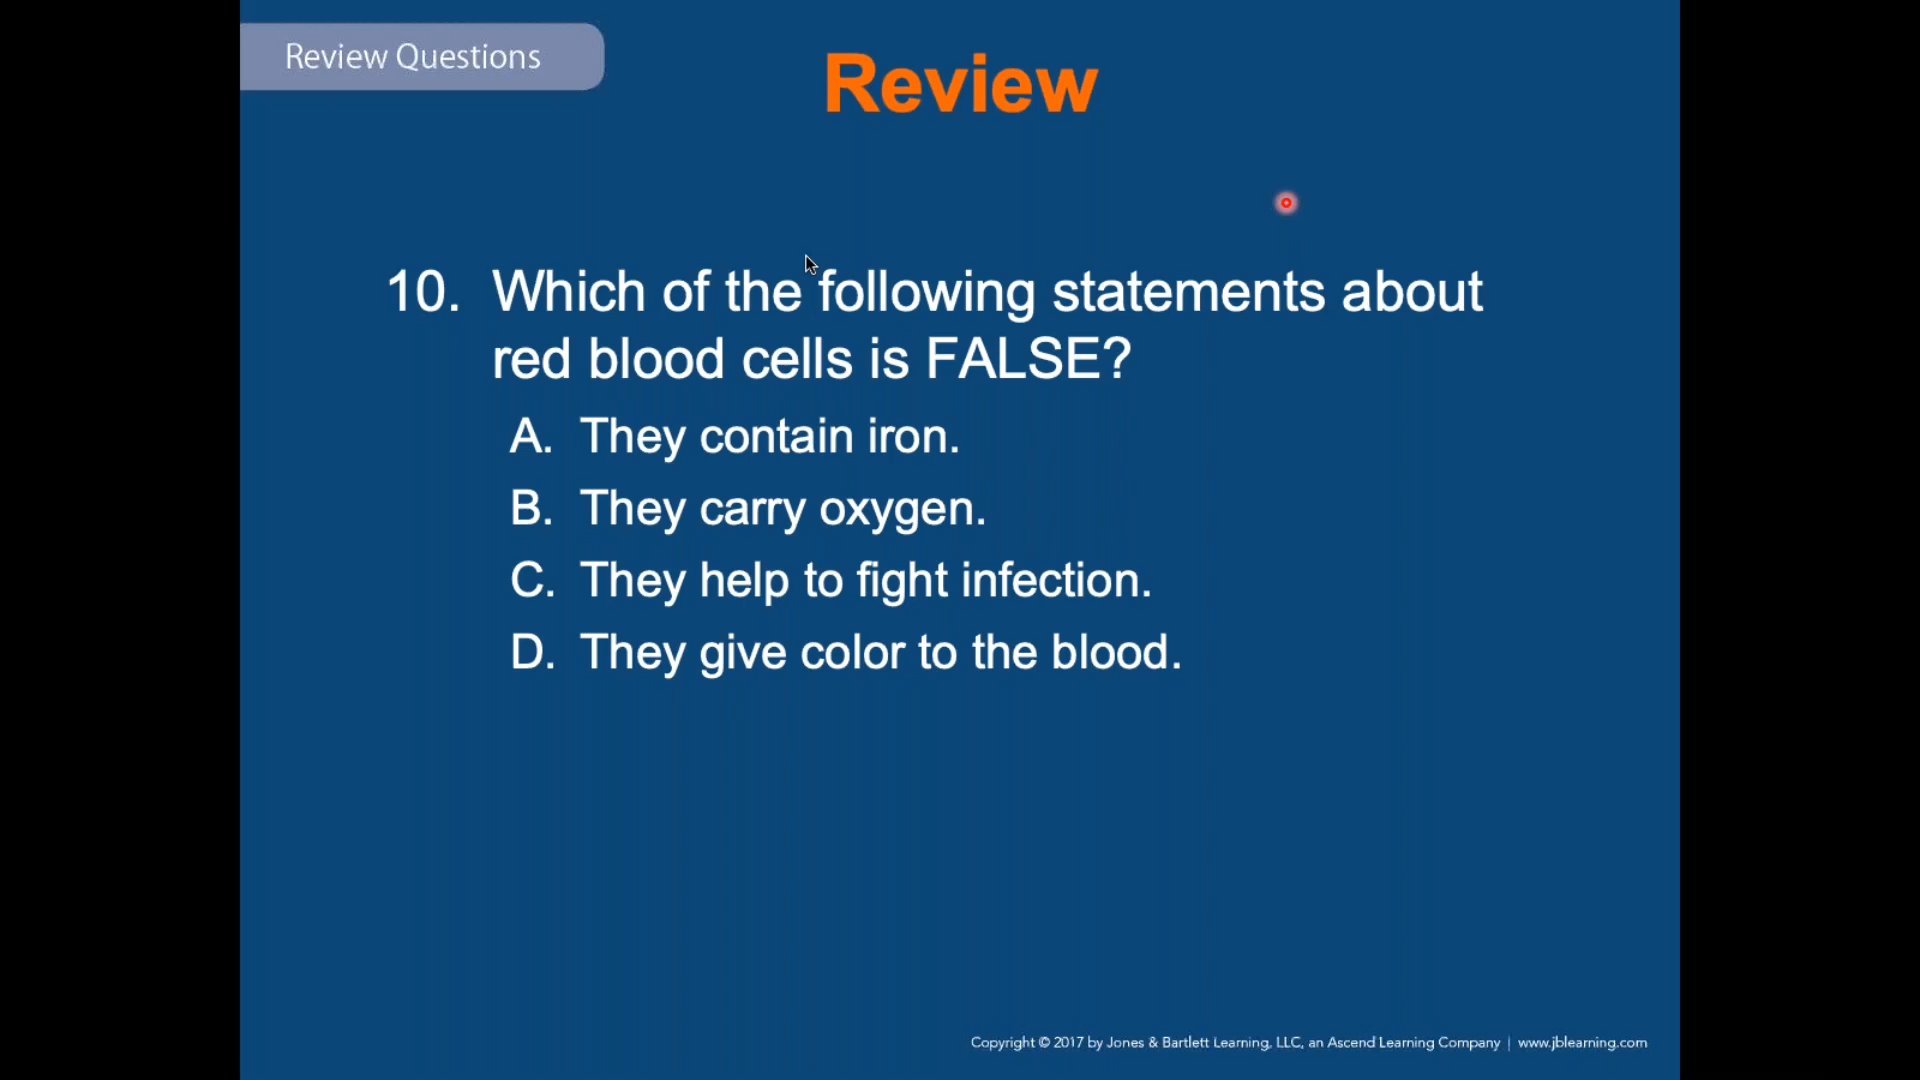 Review Questions
Review
10. Which of the following statements about
red blood cells is FALSE?
A. They contain iron.
B. They carry oxygen.
C. They help to fight infection.
D. They give color to the blood.
Copyright © 2017 by Jones & Bartlett Learning, LLC, an Ascend Learning Company | www.jblearning.com